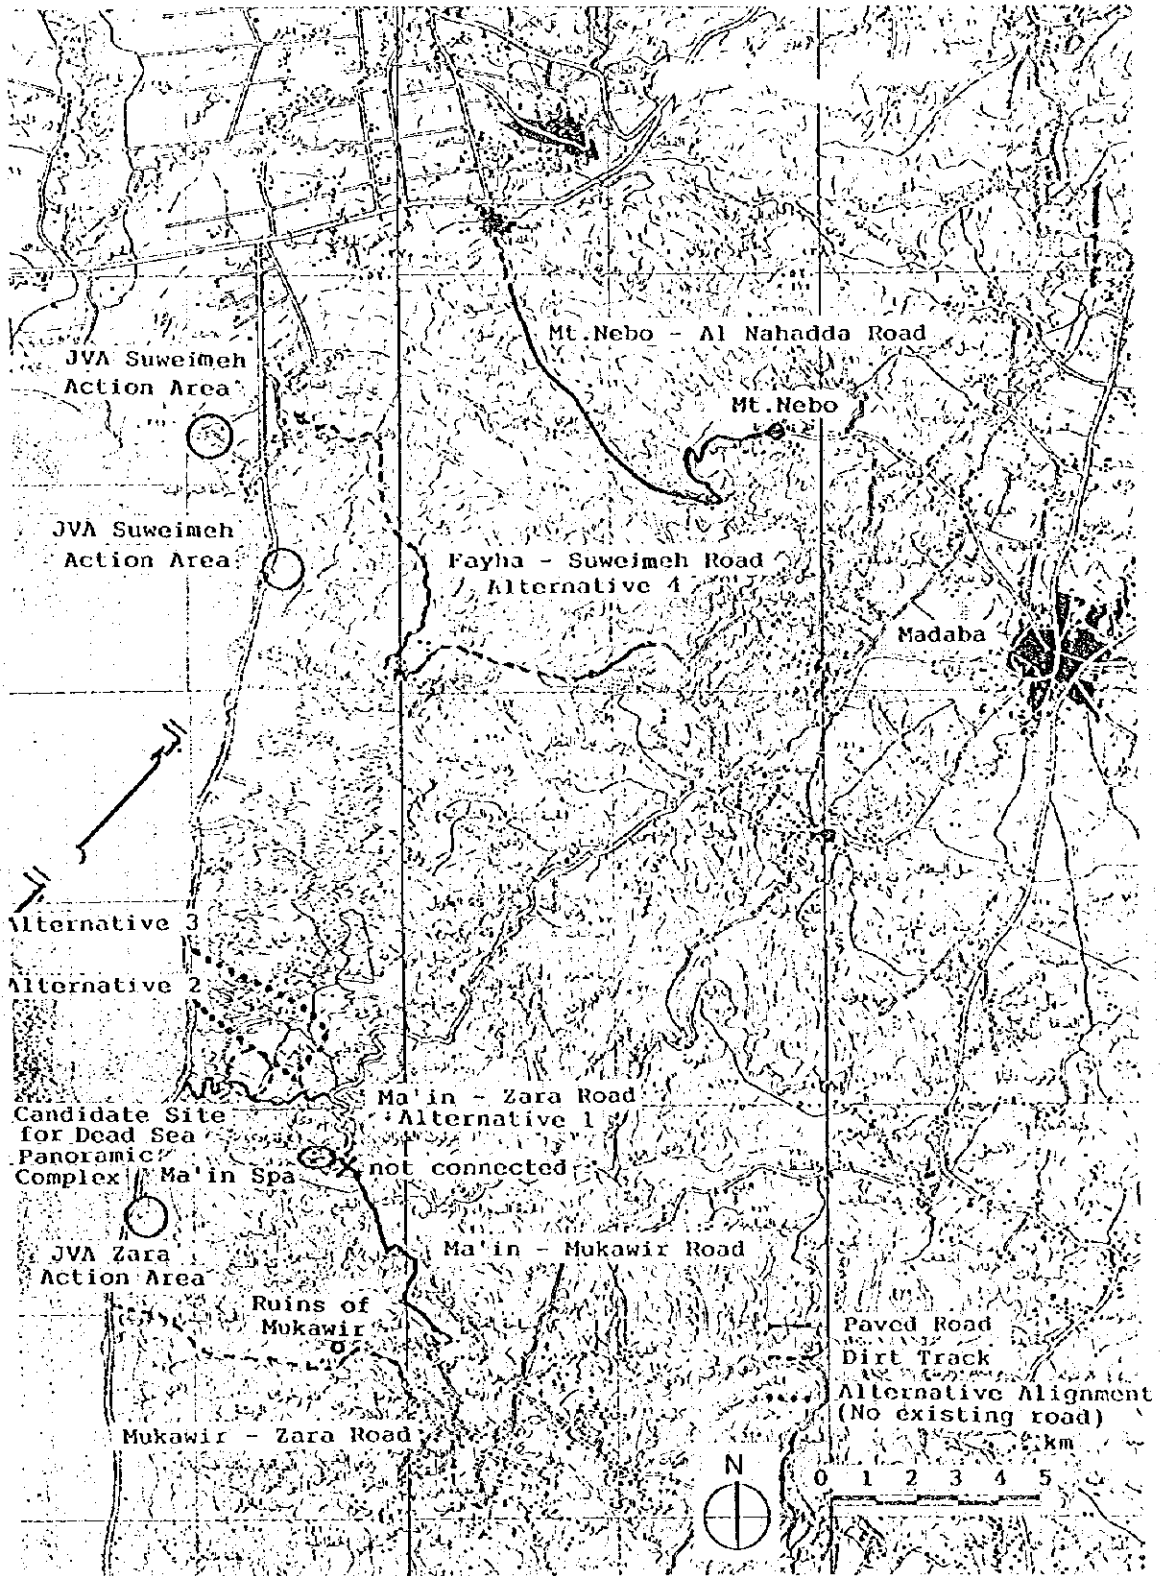 Mt.Nebo - Al Nahadda Road
JVA Suweimeh
Action Area
Mt.Nebo
JVA Suweimeh
Action Area
Fayha - Suweimeh Road
Alternative 4
Madaba
Alternative 3
Alternative 2
Ma'in - Zara Road
Alternative 1
Candidate Site
for Dead Sea
Panoramic
Complex
Ma'in Spa
not connected
JVA Zara
Action Area
Ma'in - Mukawir Road
Ruins of
Mukawir
Paved Road
Dirt Track
Alternative Alignment
(No existing road)
Mukawir - Zara Road
km
N
0 1 2 3 4 5